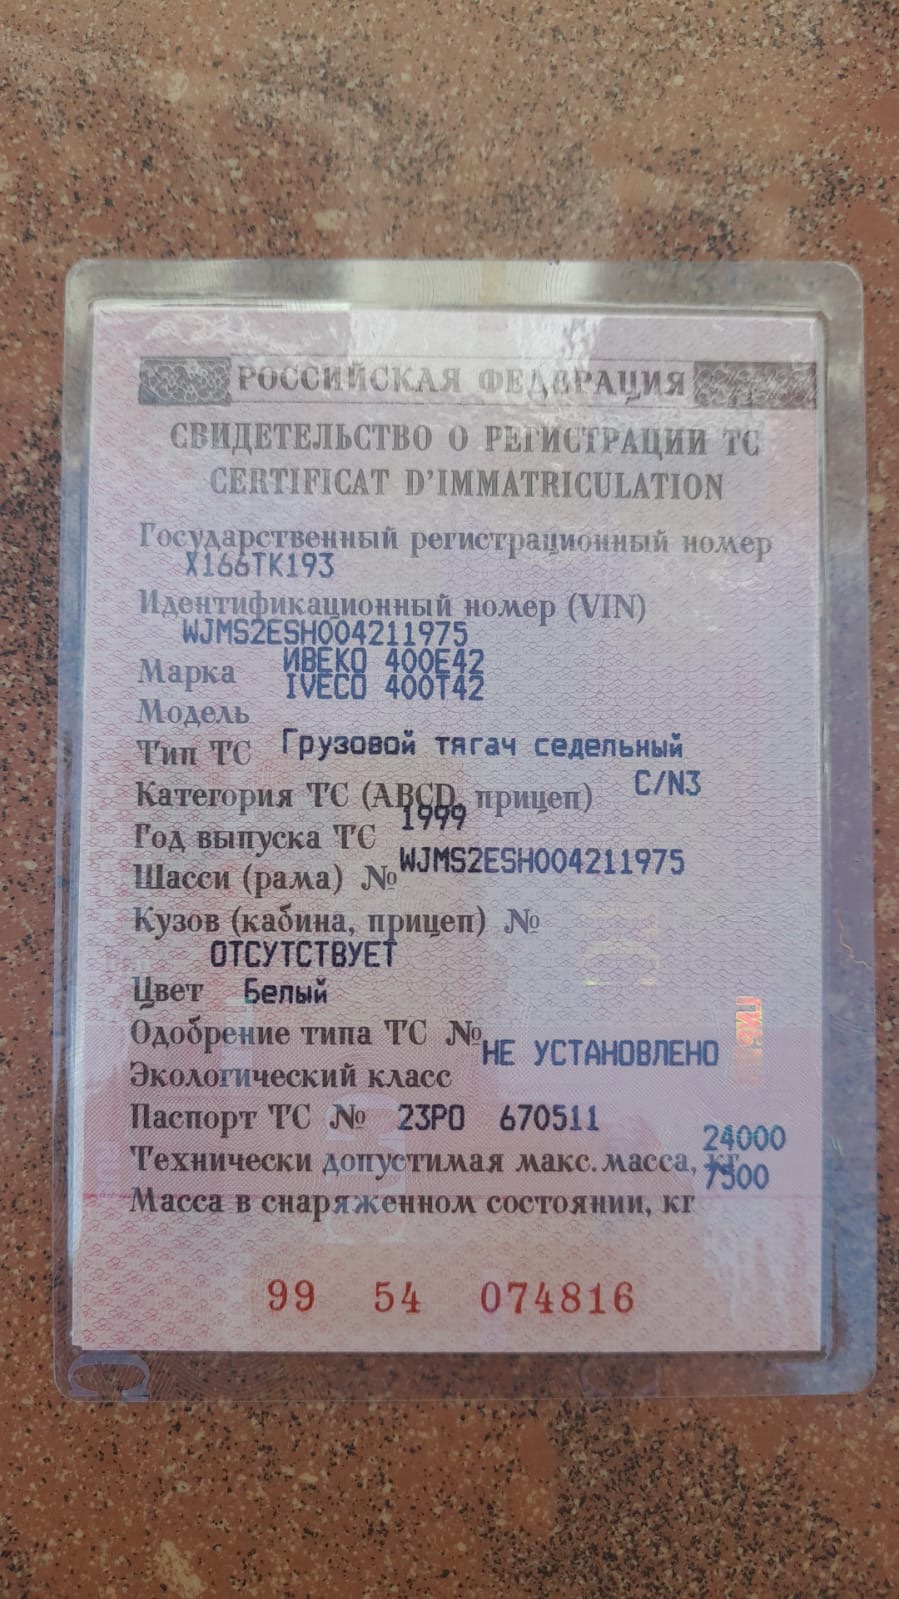 РОССИЙСКАЯ ФЕДЕРАЦИЯ
СВИДЕТЕЛЬСТВО О РЕГИСТРАЦИИ ТС
CERTIFICAT D'IMMATRICULATION
Государственный регистрационный номер
Х166ТК193
Идентификационный номер (VIN)
WJMS2ESH004211975
Марка ИВЕКО 400Е42
IVECO 400T42
Модель
Тип ТС Грузовой тягач седельный
Категория ТС (ABCD, прицеп) C/N3
Год выпуска ТС 1999
Шасси (рама) № WJMS2ESH004211975
Кузов (кабина, прицеп) №
ОТСУТСТВУЕТ
Цвет Белый
Одобрение типа ТС №
Экологический класс НЕ УСТАНОВЛЕНО
Паспорт ТС № 23РО 670511
Технически допустимая макс. масса, кг 24000
Масса в снаряженном состоянии, кг 7500
99 54 074816